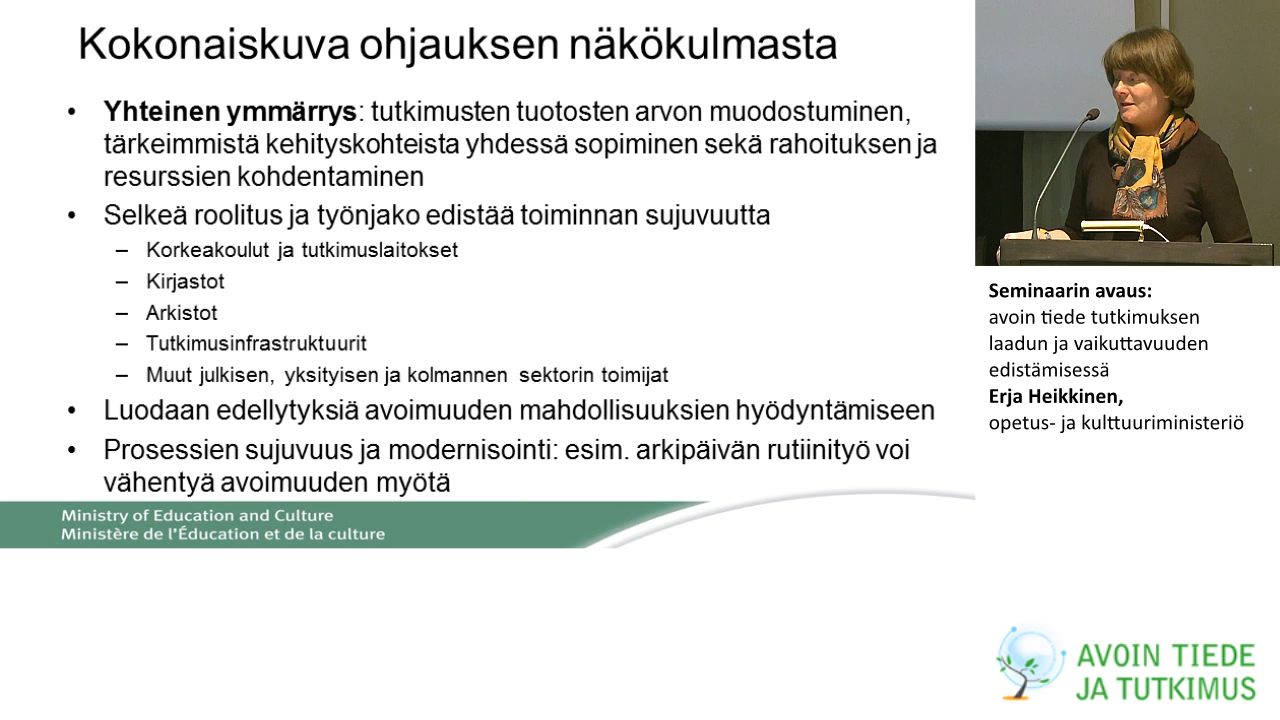 Kokonaiskuva ohjauksen näkökulmasta
• Yhteinen ymmärrys: tutkimusten tuotosten arvon muodostuminen,
tärkeimmistä kehityskohteista yhdessä sopiminen sekä rahoituksen ja
resurssien kohdentaminen
• Selkeä roolitus ja työnjako edistää toiminnan sujuvuutta
– Korkeakoulut ja tutkimuslaitokset
– Kirjastot
– Arkistot
– Tutkimusinfrastruktuurit
– Muut julkisen, yksityisen ja kolmannen sektorin toimijat
• Luodaan edellytyksiä avoimuuden mahdollisuuksien hyödyntämiseen
• Prosessien sujuvuus ja modernisointi: esim. arkipäivän rutiinityö voi
vähentyä avoimuuden myötä
Ministry of Education and Culture
Ministère de l'Éducation et de la culture
Seminaarin avaus:
avoin tiede tutkimuksen
laadun ja vaikuttavuuden
edistämisessä
Erja Heikkinen,
opetus- ja kulttuuriministeriö
AVOIN TIEDE
JA TUTKIMUS